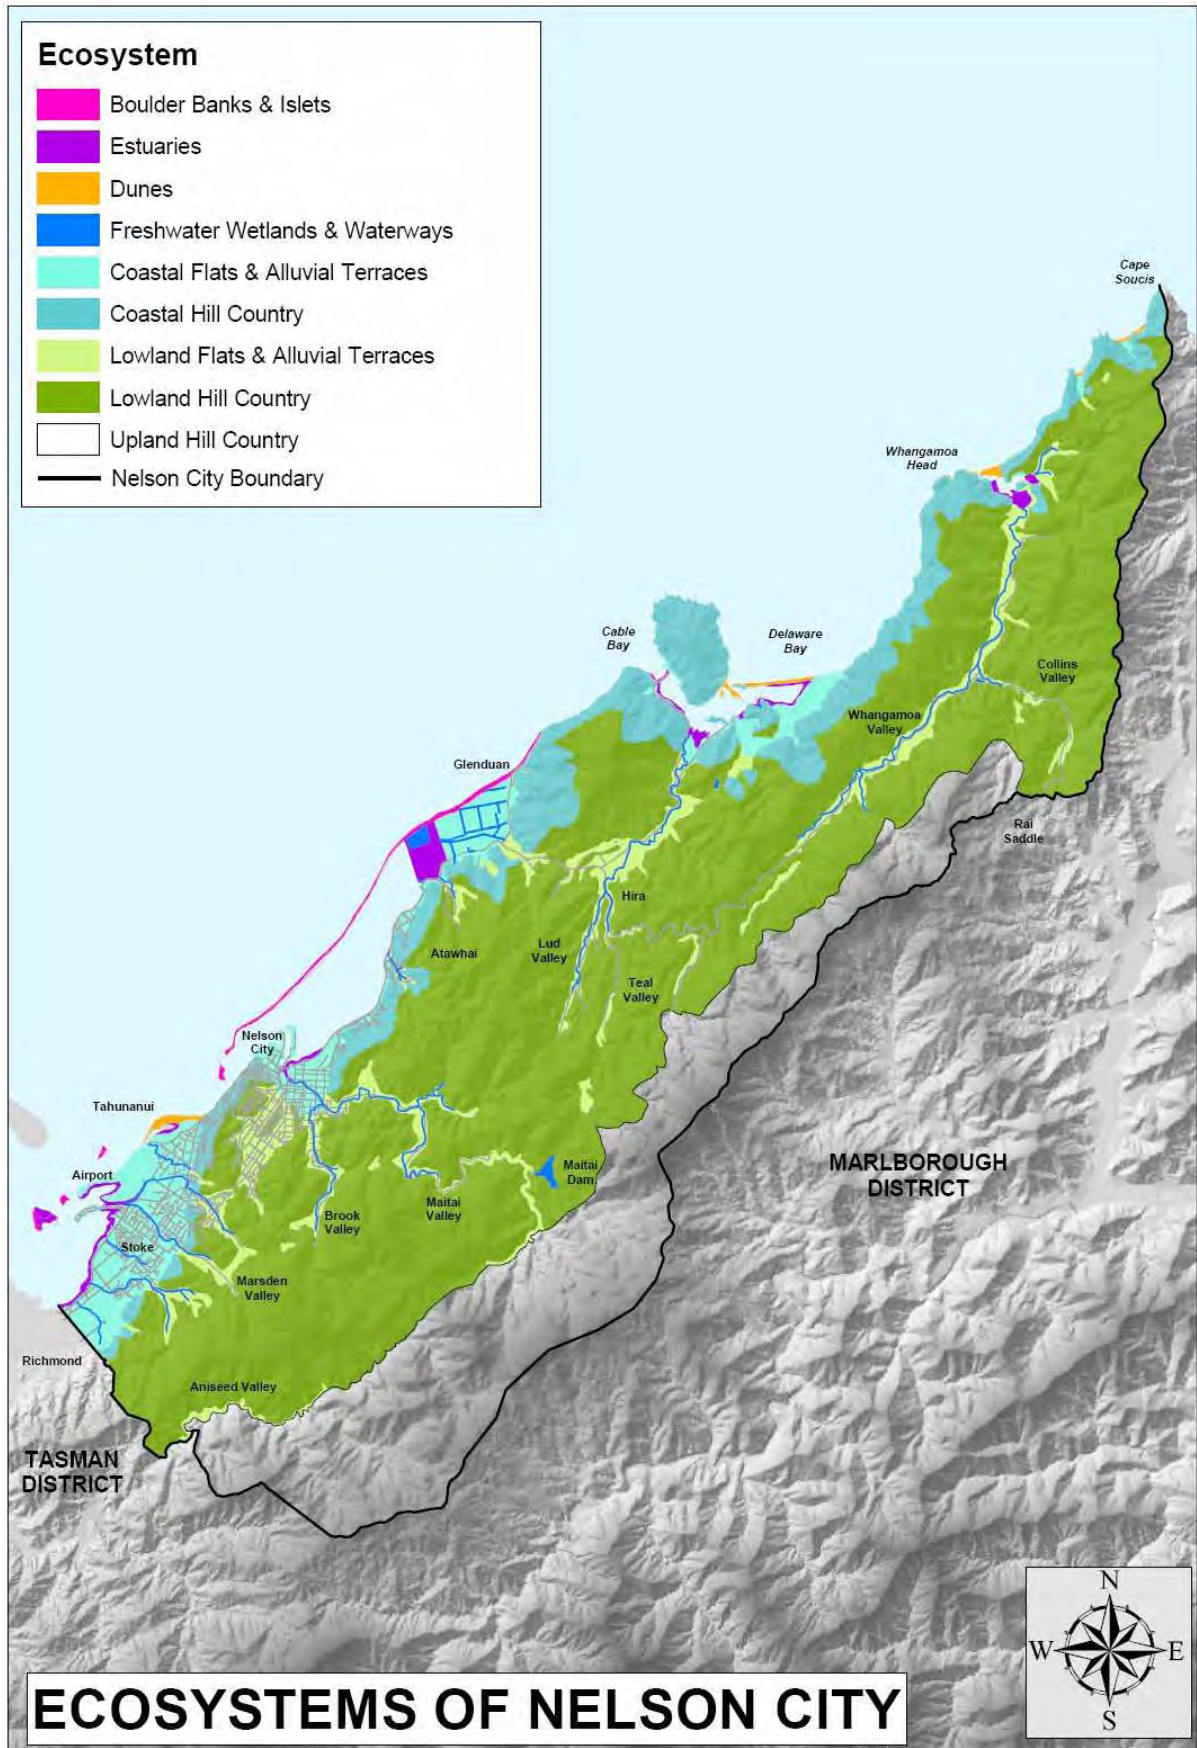 Ecosystem
Boulder Banks & Islets
Estuaries
Dunes
Freshwater Wetlands & Waterways
Coastal Flats & Alluvial Terraces
Coastal Hill Country
Lowland Flats & Alluvial Terraces
Lowland Hill Country
Upland Hill Country
Nelson City Boundary
Cape
Soucis
Whangamoa
Head
Cable
Bay
Delaware
Bay
Collins
Valley
Whangamoa
Valley
Glenduan
Rai
Saddle
Hira
Atawhai
Lud
Valley
Teal
Valley
Nelson
City
Tahunanui
Airport
Maitai
Dam
MARLBOROUGH
DISTRICT
Maitai
Valley
Brook
Valley
Stoke
Marsden
Valley
Richmond
Aniseed Valley
TASMAN
DISTRICT
N
W
E
S
ECOSYSTEMS OF NELSON CITY